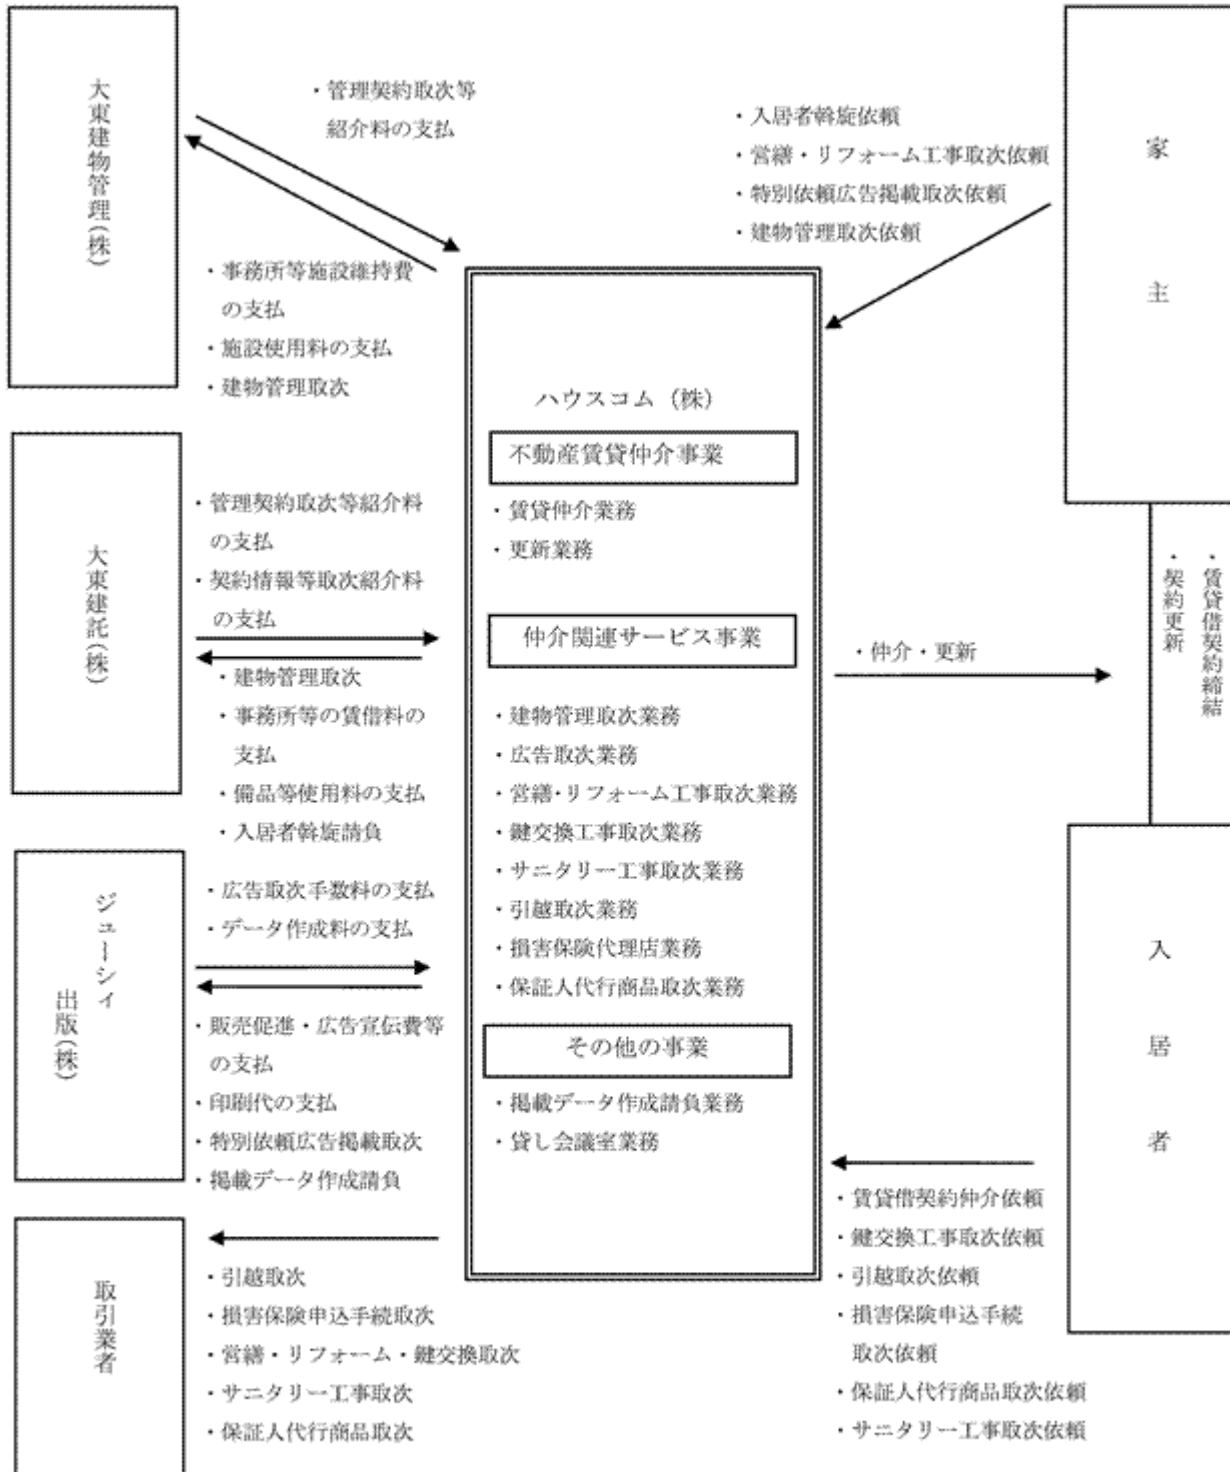 大東建物管理(株)
・管理契約取次等
紹介料の支払
・事務所等施設維持費
の支払
・施設使用料の支払
・建物管理取次
大東建託(株)
・管理契約取次等紹介料
の支払
・契約情報等取次紹介料
の支払
・建物管理取次
・事務所等の賃借料の
支払
・備品等使用料の支払
・入居者斡旋請負
ジューシィ
出版(株)
・広告取次手数料の支払
・データ作成料の支払
・販売促進・広告宣伝費等
の支払
・印刷代の支払
・特別依頼広告掲載取次
・掲載データ作成請負
取引業者
・引越取次
・損害保険申込手続取次
・営繕・リフォーム・鍵交換取次
・サニタリー工事取次
・保証人代行商品取次
ハウスコム（株）
不動産賃貸仲介事業
・賃貸仲介業務
・更新業務
仲介関連サービス事業
・建物管理取次業務
・広告取次業務
・営繕・リフォーム工事取次業務
・鍵交換工事取次業務
・サニタリー工事取次業務
・引越取次業務
・損害保険代理店業務
・保証人代行商品取次業務
その他の事業
・掲載データ作成請負業務
・貸し会議室業務
・入居者斡旋依頼
・営繕・リフォーム工事取次依頼
・特別依頼広告掲載取次依頼
・建物管理取次依頼
家主
・賃貸借契約締結
・契約更新
・仲介・更新
入居者
・賃貸借契約仲介依頼
・鍵交換工事取次依頼
・引越取次依頼
・損害保険申込手続
取次依頼
・保証人代行商品取次依頼
・サニタリー工事取次依頼